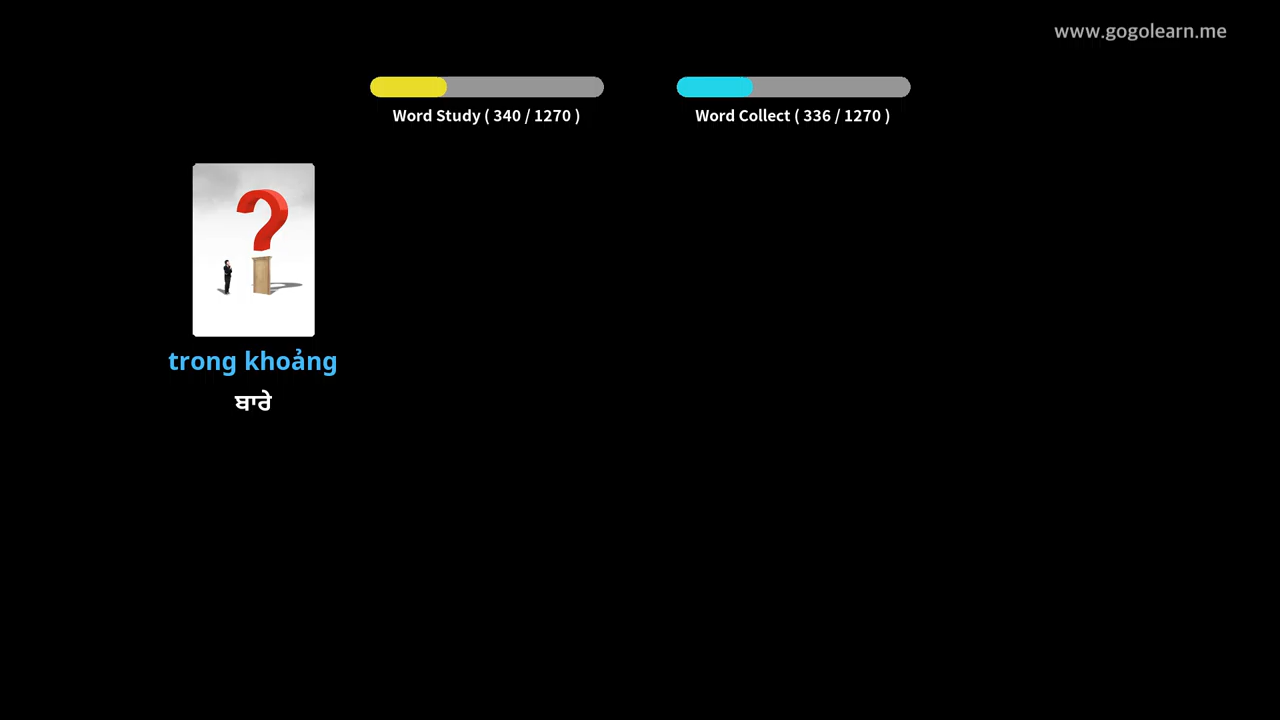 www.gogolearn.me
Word Study ( 340 / 1270 )
Word Collect ( 336 / 1270 )
trong khoảng
ਬਾਰੇ